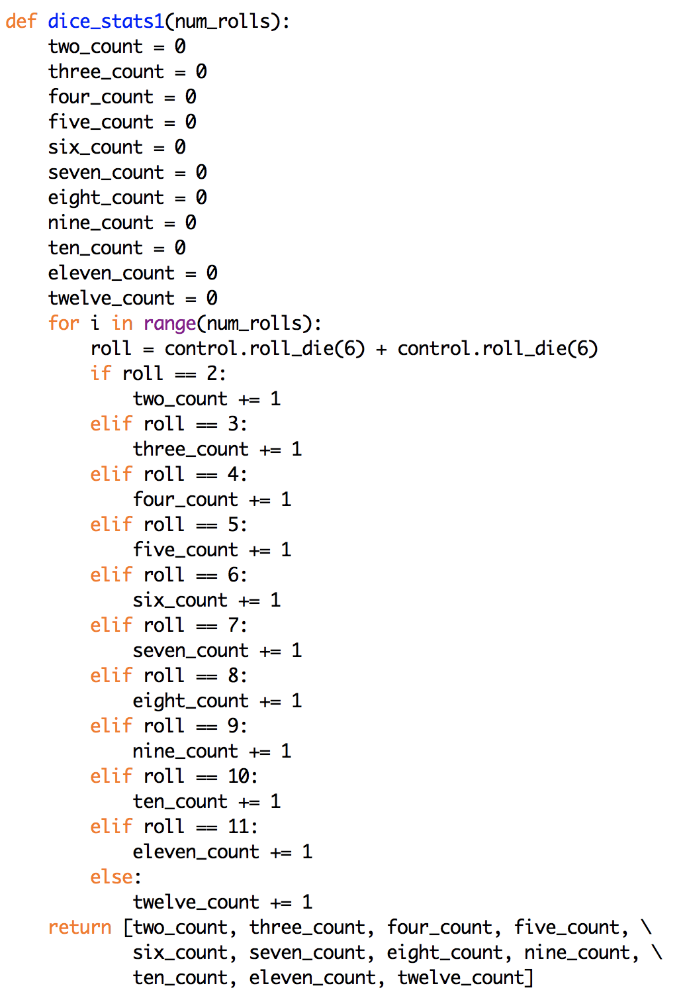 def dice_stats1(num_rolls):
    two_count = 0
    three_count = 0
    four_count = 0
    five_count = 0
    six_count = 0
    seven_count = 0
    eight_count = 0
    nine_count = 0
    ten_count = 0
    eleven_count = 0
    twelve_count = 0
    for i in range(num_rolls):
        roll = control.roll_die(6) + control.roll_die(6)
        if roll == 2:
            two_count += 1
        elif roll == 3:
            three_count += 1
        elif roll == 4:
            four_count += 1
        elif roll == 5:
            five_count += 1
        elif roll == 6:
            six_count += 1
        elif roll == 7:
            seven_count += 1
        elif roll == 8:
            eight_count += 1
        elif roll == 9:
            nine_count += 1
        elif roll == 10:
            ten_count += 1
        elif roll == 11:
            eleven_count += 1
        else:
            twelve_count += 1
    return [two_count, three_count, four_count, five_count, \
            six_count, seven_count, eight_count, nine_count, \
            ten_count, eleven_count, twelve_count]